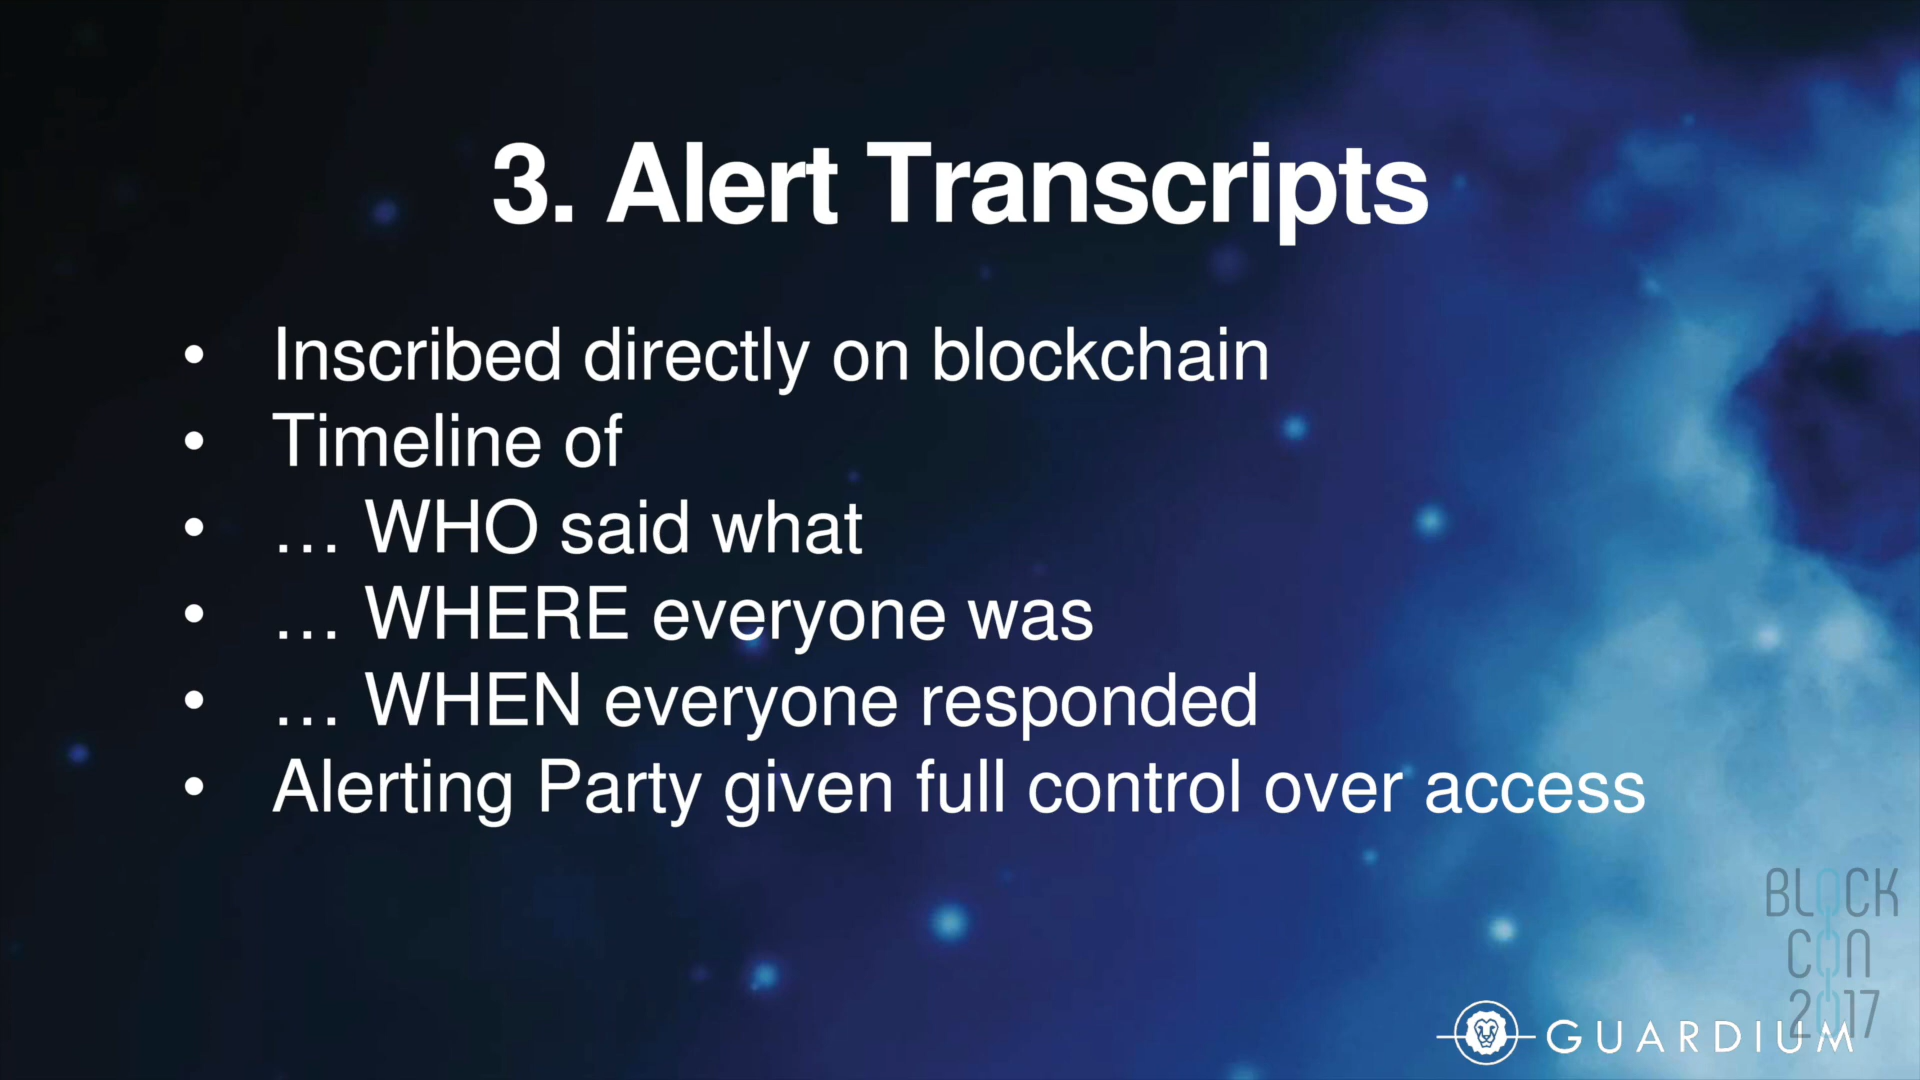 3. Alert Transcripts
• Inscribed directly on blockchain
• Timeline of
• … WHO said what
• … WHERE everyone was
• … WHEN everyone responded
• Alerting Party given full control over access
BLOCK
CON
2017
GUARDIUM